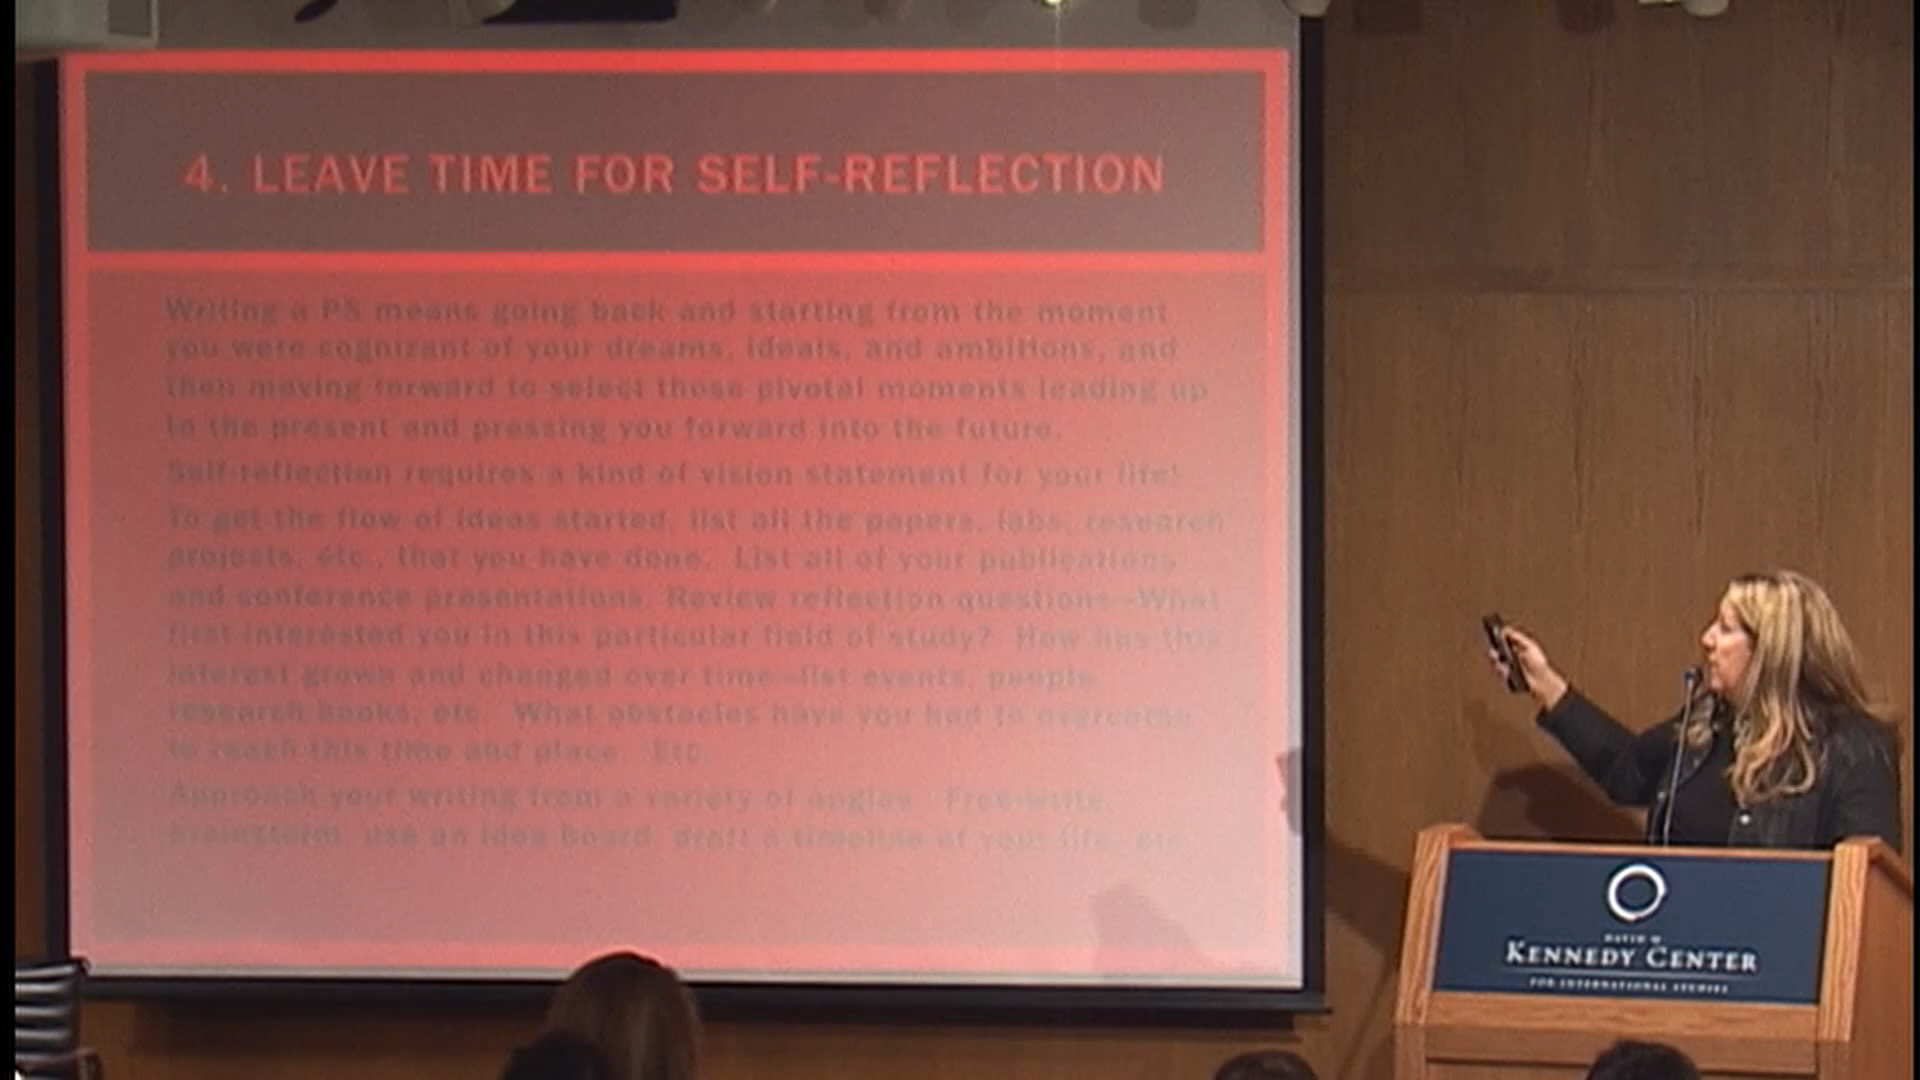 4. LEAVE TIME FOR SELF-REFLECTION
Writing a PS means going back and starting from the moment
you were cognizant of your dreams, ideals, and ambitions, and
then moving forward to select those pivotal moments leading up
to the present and pressing you forward into the future.
Self-reflection requires a kind of vision statement for your life!
To get the flow of ideas started, list all the papers, labs, research
projects, etc., that you have done. List all of your publications
and conference presentations. Review reflection questions--What
first interested you in this particular field of study? How has this
interest grown and changed over time—list events, people,
research books, etc. What obstacles have you had to overcome
to reach this time and place. Etc.
Approach your writing from a variety of angles. Free-write,
brainstorm, use an idea board, draft a timeline of your life, etc.
DAVID M.
KENNEDY CENTER
FOR INTERNATIONAL STUDIES